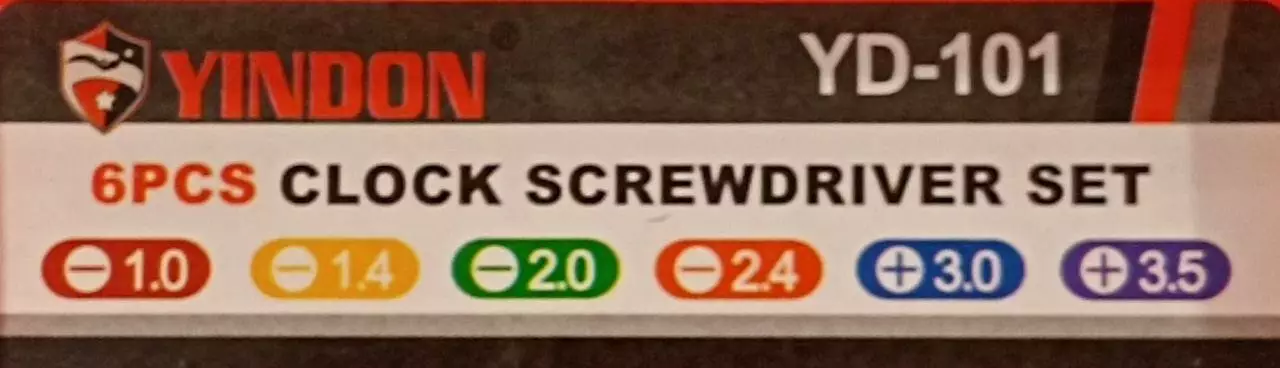 YINDON® YD-101
6PCS CLOCK SCREWDRIVER SET
⊖ 1.0 ⊖ 1.4 ⊖ 2.0 ⊖ 2.4 ⊕ 3.0 ⊕ 3.5